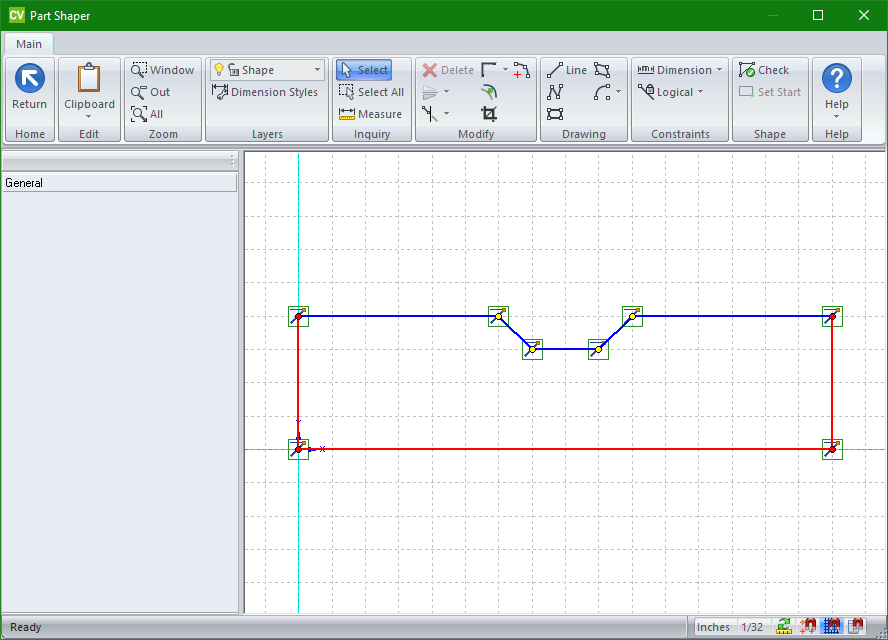 CV Part Shaper
Main
Return
Home
Clipboard
Edit
Window
Out
All
Zoom
Shape
Dimension Styles
Layers
Select
Select All
Measure
Inquiry
Delete
Modify
Line
Drawing
Dimension
Logical
Constraints
Check
Set Start
Shape
Help
Help
General
Ready
Inches 1/32